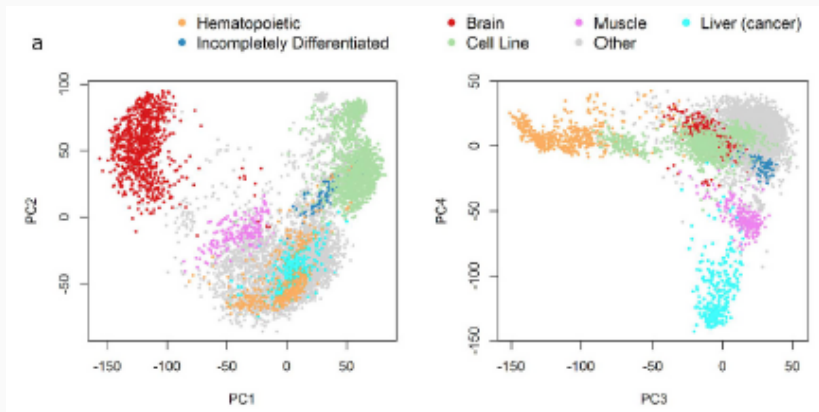 Hematopoietic Brain Muscle Liver (cancer)
a Incompletely Differentiated Cell Line Other
100
50
0
-50
PC2
-150 -100 -50 0 50
PC1
50
0
-50
-100
-150
PC4
-150 -100 -50 0 50
PC3